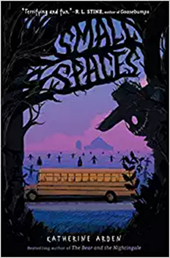 "Terrifying and fun."—R. L. STINE, author of Goosebumps
SMALL
SPACES
KATHERINE ARDEN
Bestselling author of The Bear and the Nightingale